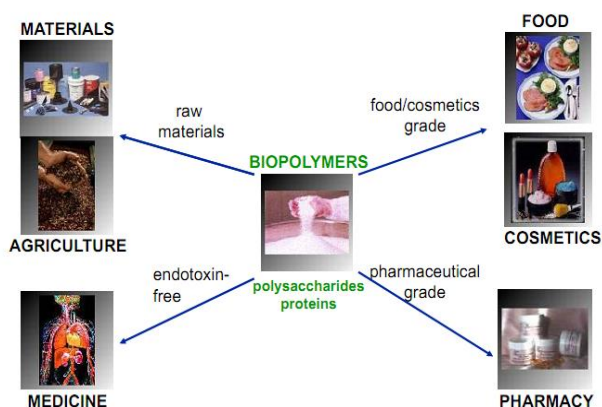 MATERIALS
FOOD
raw
materials
food/cosmetics
grade
BIOPOLYMERS
AGRICULTURE
COSMETICS
endotoxin-
free
polysaccharides
proteins
pharmaceutical
grade
MEDICINE
PHARMACY